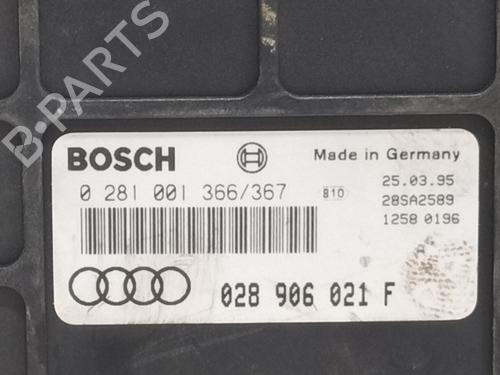 B-PARTS
BOSCH
Made in Germany
0 281 001 366/367
810
25.03.95
28SA2589
1258 0196
028 906 021 F